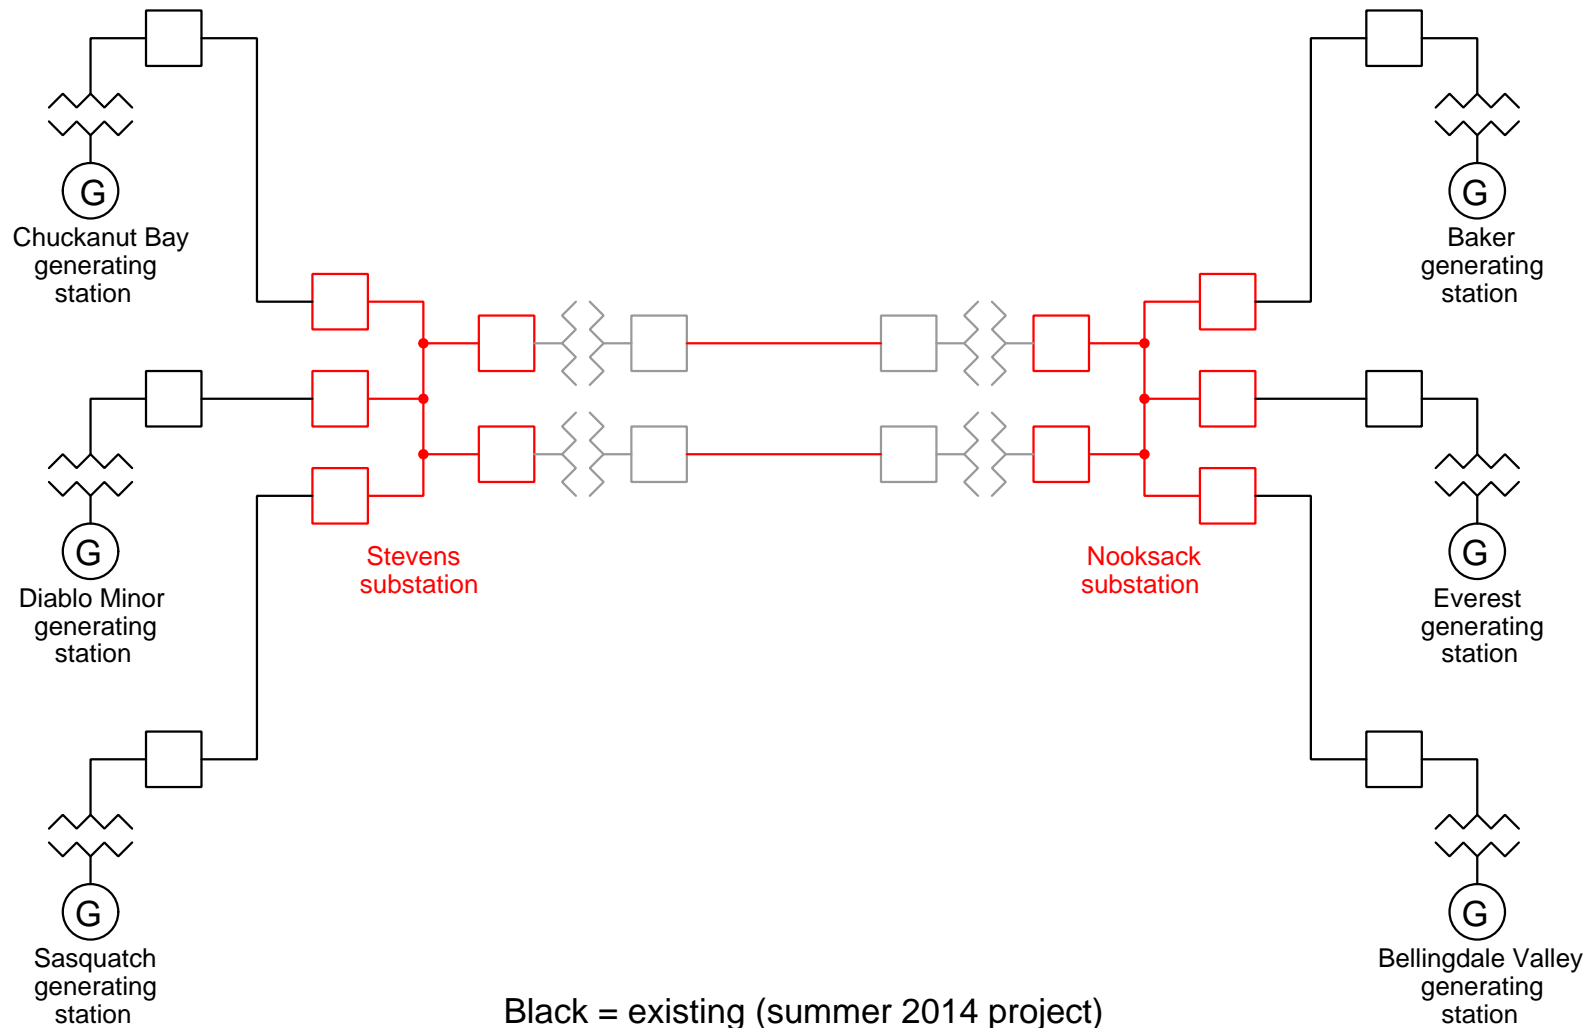 G
Chuckanut Bay
generating
station
G
Baker
generating
station
Stevens
substation
Nooksack
substation
G
Diablo Minor
generating
station
G
Everest
generating
station
G
Sasquatch
generating
station
G
Bellingdale Valley
generating
station
Black = existing (summer 2014 project)